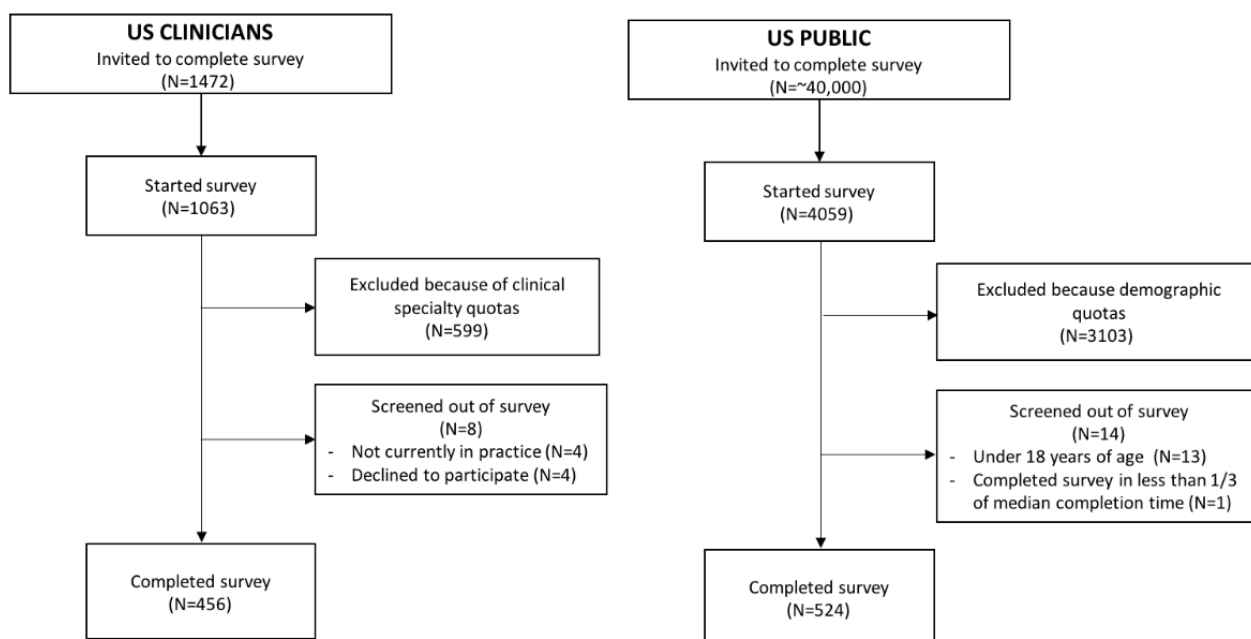 US CLINICIANS
Invited to complete survey
(N=1472)
Started survey
(N=1063)
Excluded because of clinical
specialty quotas
(N=599)
Screened out of survey
(N=8)
- Not currently in practice (N=4)
- Declined to participate (N=4)
Completed survey
(N=456)
US PUBLIC
Invited to complete survey
(N=~40,000)
Started survey
(N=4059)
Excluded because demographic
quotas
(N=3103)
Screened out of survey
(N=14)
- Under 18 years of age (N=13)
- Completed survey in less than 1/3
of median completion time (N=1)
Completed survey
(N=524)